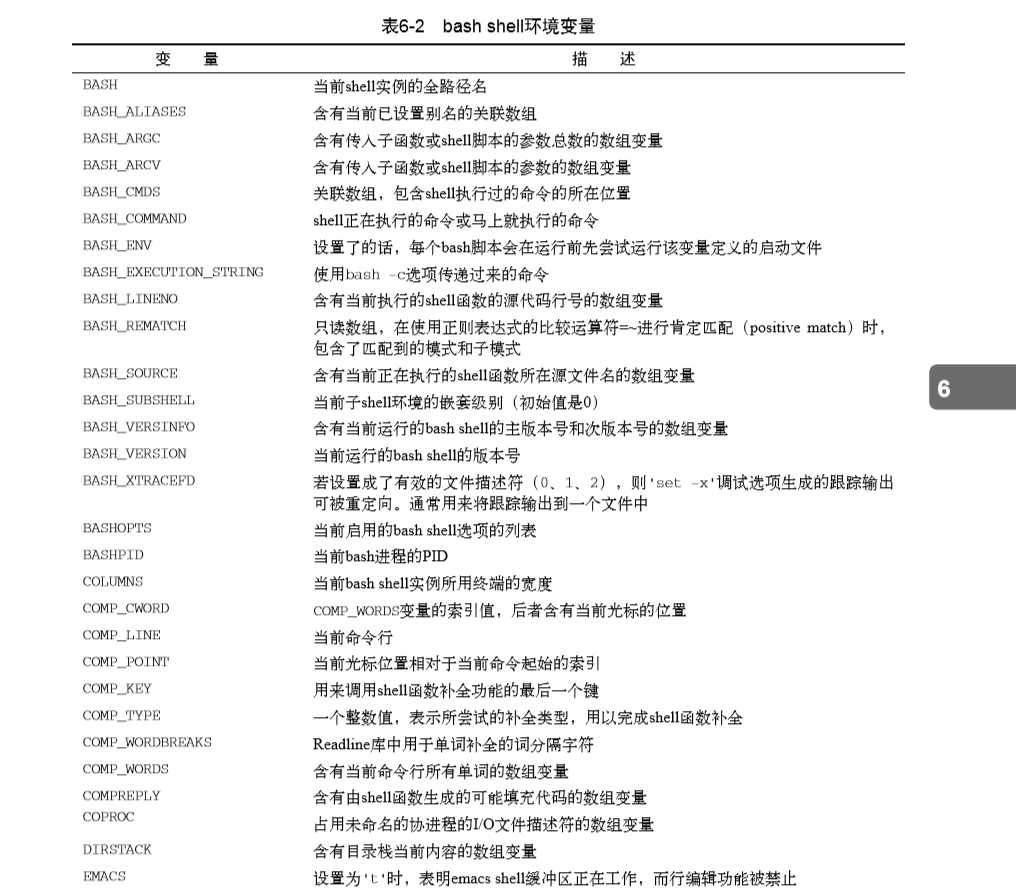 表6-2 bash shell环境变量
变 量 描 述
BASH 当前shell实例的全路径名
BASH_ALIASES 含有当前已设置别名的关联数组
BASH_ARGC 含有传入子函数或shell脚本的参数总数的数组变量
BASH_ARCV 含有传入子函数或shell脚本的参数的数组变量
BASH_CMDS 关联数组，包含shell执行过的命令的所在位置
BASH_COMMAND shell正在执行的命令或马上就执行的命令
BASH_ENV 设置了的话，每个bash脚本会在运行前先尝试运行该变量定义的启动文件
BASH_EXECUTION_STRING 使用bash -c选项传递过来的命令
BASH_LINENO 含有当前执行的shell函数的源代码行号的数组变量
BASH_REMATCH 只读数组，在使用正则表达式的比较运算符=~进行肯定匹配（positive match）时，
包含了匹配到的模式和子模式
BASH_SOURCE 含有当前正在执行的shell函数所在源文件名的数组变量
6
BASH_SUBSHELL 当前子shell环境的嵌套级别（初始值是0）
BASH_VERSINFO 含有当前运行的bash shell的主版本号和次版本号的数组变量
BASH_VERSION 当前运行的bash shell的版本号
BASH_XTRACEFD 若设置成了有效的文件描述符（0、1、2），则'set -x'调试选项生成的跟踪输出
可被重定向。通常用来将跟踪输出到一个文件中
BASHOPTS 当前启用的bash shell选项的列表
BASHPID 当前bash进程的PID
COLUMNS 当前bash shell实例所用终端的宽度
COMP_CWORD COMP_WORDS变量的索引值，后者含有当前光标的位置
COMP_LINE 当前命令行
COMP_POINT 当前光标位置相对于当前命令起始的索引
COMP_KEY 用来调用shell函数补全功能的最后一个键
COMP_TYPE 一个整数值，表示所尝试的补全类型，用以完成shell函数补全
COMP_WORDBREAKS Readline库中用于单词补全的词分隔字符
COMP_WORDS 含有当前命令行所有单词的数组变量
COMPREPLY 含有由shell函数生成的可能填充代码的数组变量
COPROC 占用未命名的协进程的I/O文件描述符的数组变量
DIRSTACK 含有目录栈当前内容的数组变量
EMACS 设置为't'时，表明emacs shell缓冲区正在工作，而行编辑功能被禁止